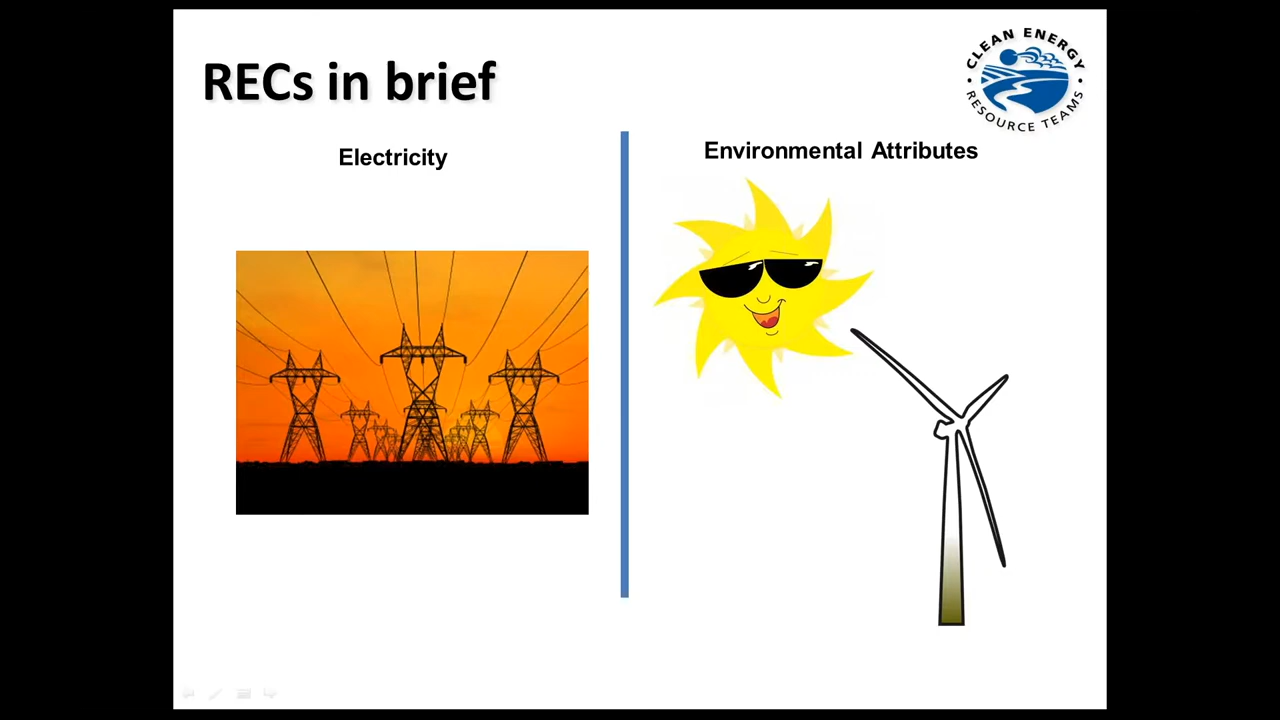 RECs in brief
CLEAN ENERGY
• RESOURCE TEAMS •
Electricity
Environmental Attributes